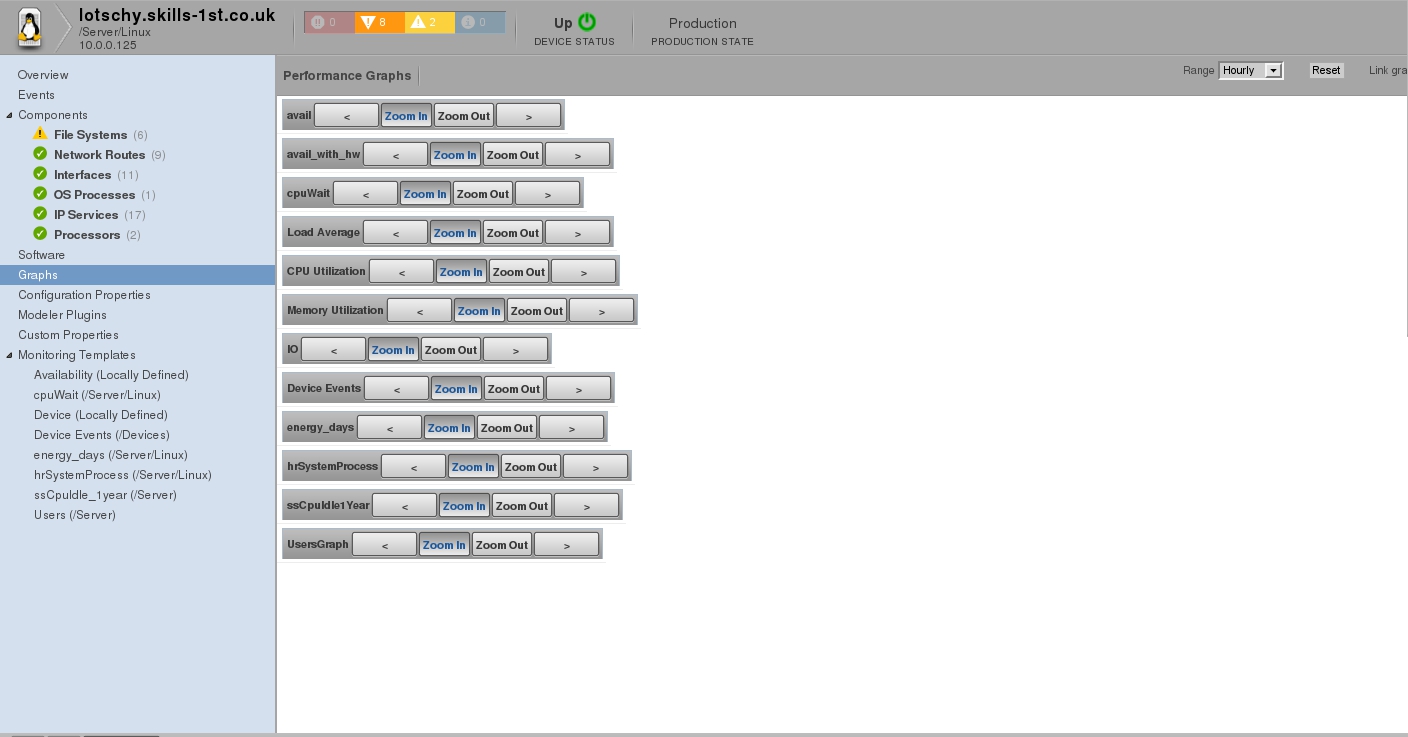 lotschy.skills-1st.co.uk
/Server/Linux
10.0.0.125
0 8 2 0
Up
DEVICE STATUS
Production
PRODUCTION STATE
Overview
Events
Components
File Systems (6)
Network Routes (9)
Interfaces (11)
OS Processes (1)
IP Services (17)
Processors (2)
Software
Graphs
Configuration Properties
Modeler Plugins
Custom Properties
Monitoring Templates
Availability (Locally Defined)
cpuWait (/Server/Linux)
Device (Locally Defined)
Device Events (/Devices)
energy_days (/Server/Linux)
hrSystemProcess (/Server/Linux)
ssCpuIdle_1year (/Server)
Users (/Server)
Performance Graphs
Range Hourly Reset Link gra
avail < Zoom In Zoom Out >
avail_with_hw < Zoom In Zoom Out >
cpuWait < Zoom In Zoom Out >
Load Average < Zoom In Zoom Out >
CPU Utilization < Zoom In Zoom Out >
Memory Utilization < Zoom In Zoom Out >
IO < Zoom In Zoom Out >
Device Events < Zoom In Zoom Out >
energy_days < Zoom In Zoom Out >
hrSystemProcess < Zoom In Zoom Out >
ssCpuIdle1Year < Zoom In Zoom Out >
UsersGraph < Zoom In Zoom Out >